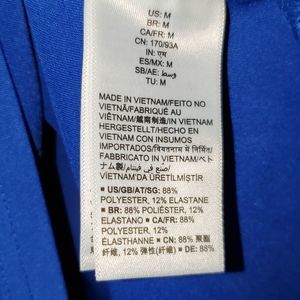 US: M
BR: M
CA/FR: M
CN: 170/93A
IN: एम
ES/MX: M
SB/AE: وسط
TU: M
MADE IN VIETNAM/FEITO NO
VIETNÃ/FABRIQUÉ AU
VIÊTNAM/越南制造/IN VIETNAM
HERGESTELLT/HECHO EN
VIETNAM CON INSUMOS
IMPORTADOS/वियतनाम में निर्मित/
FABBRICATO IN VIETNAM/ベト
ナム製/صنع في فيتنام/
VIETNAM'DA ÜRETİLMİŞTİR
■ US/GB/AT/SG: 88%
POLYESTER, 12% ELASTANE
■ BR: 88% POLIÉSTER, 12%
ELASTANO ■ CA/FR: 88%
POLYESTER, 12%
ÉLASTHANNE ■ CN: 88% 聚酯
纤维, 12% 弹性纤维 ■ DE: 88%